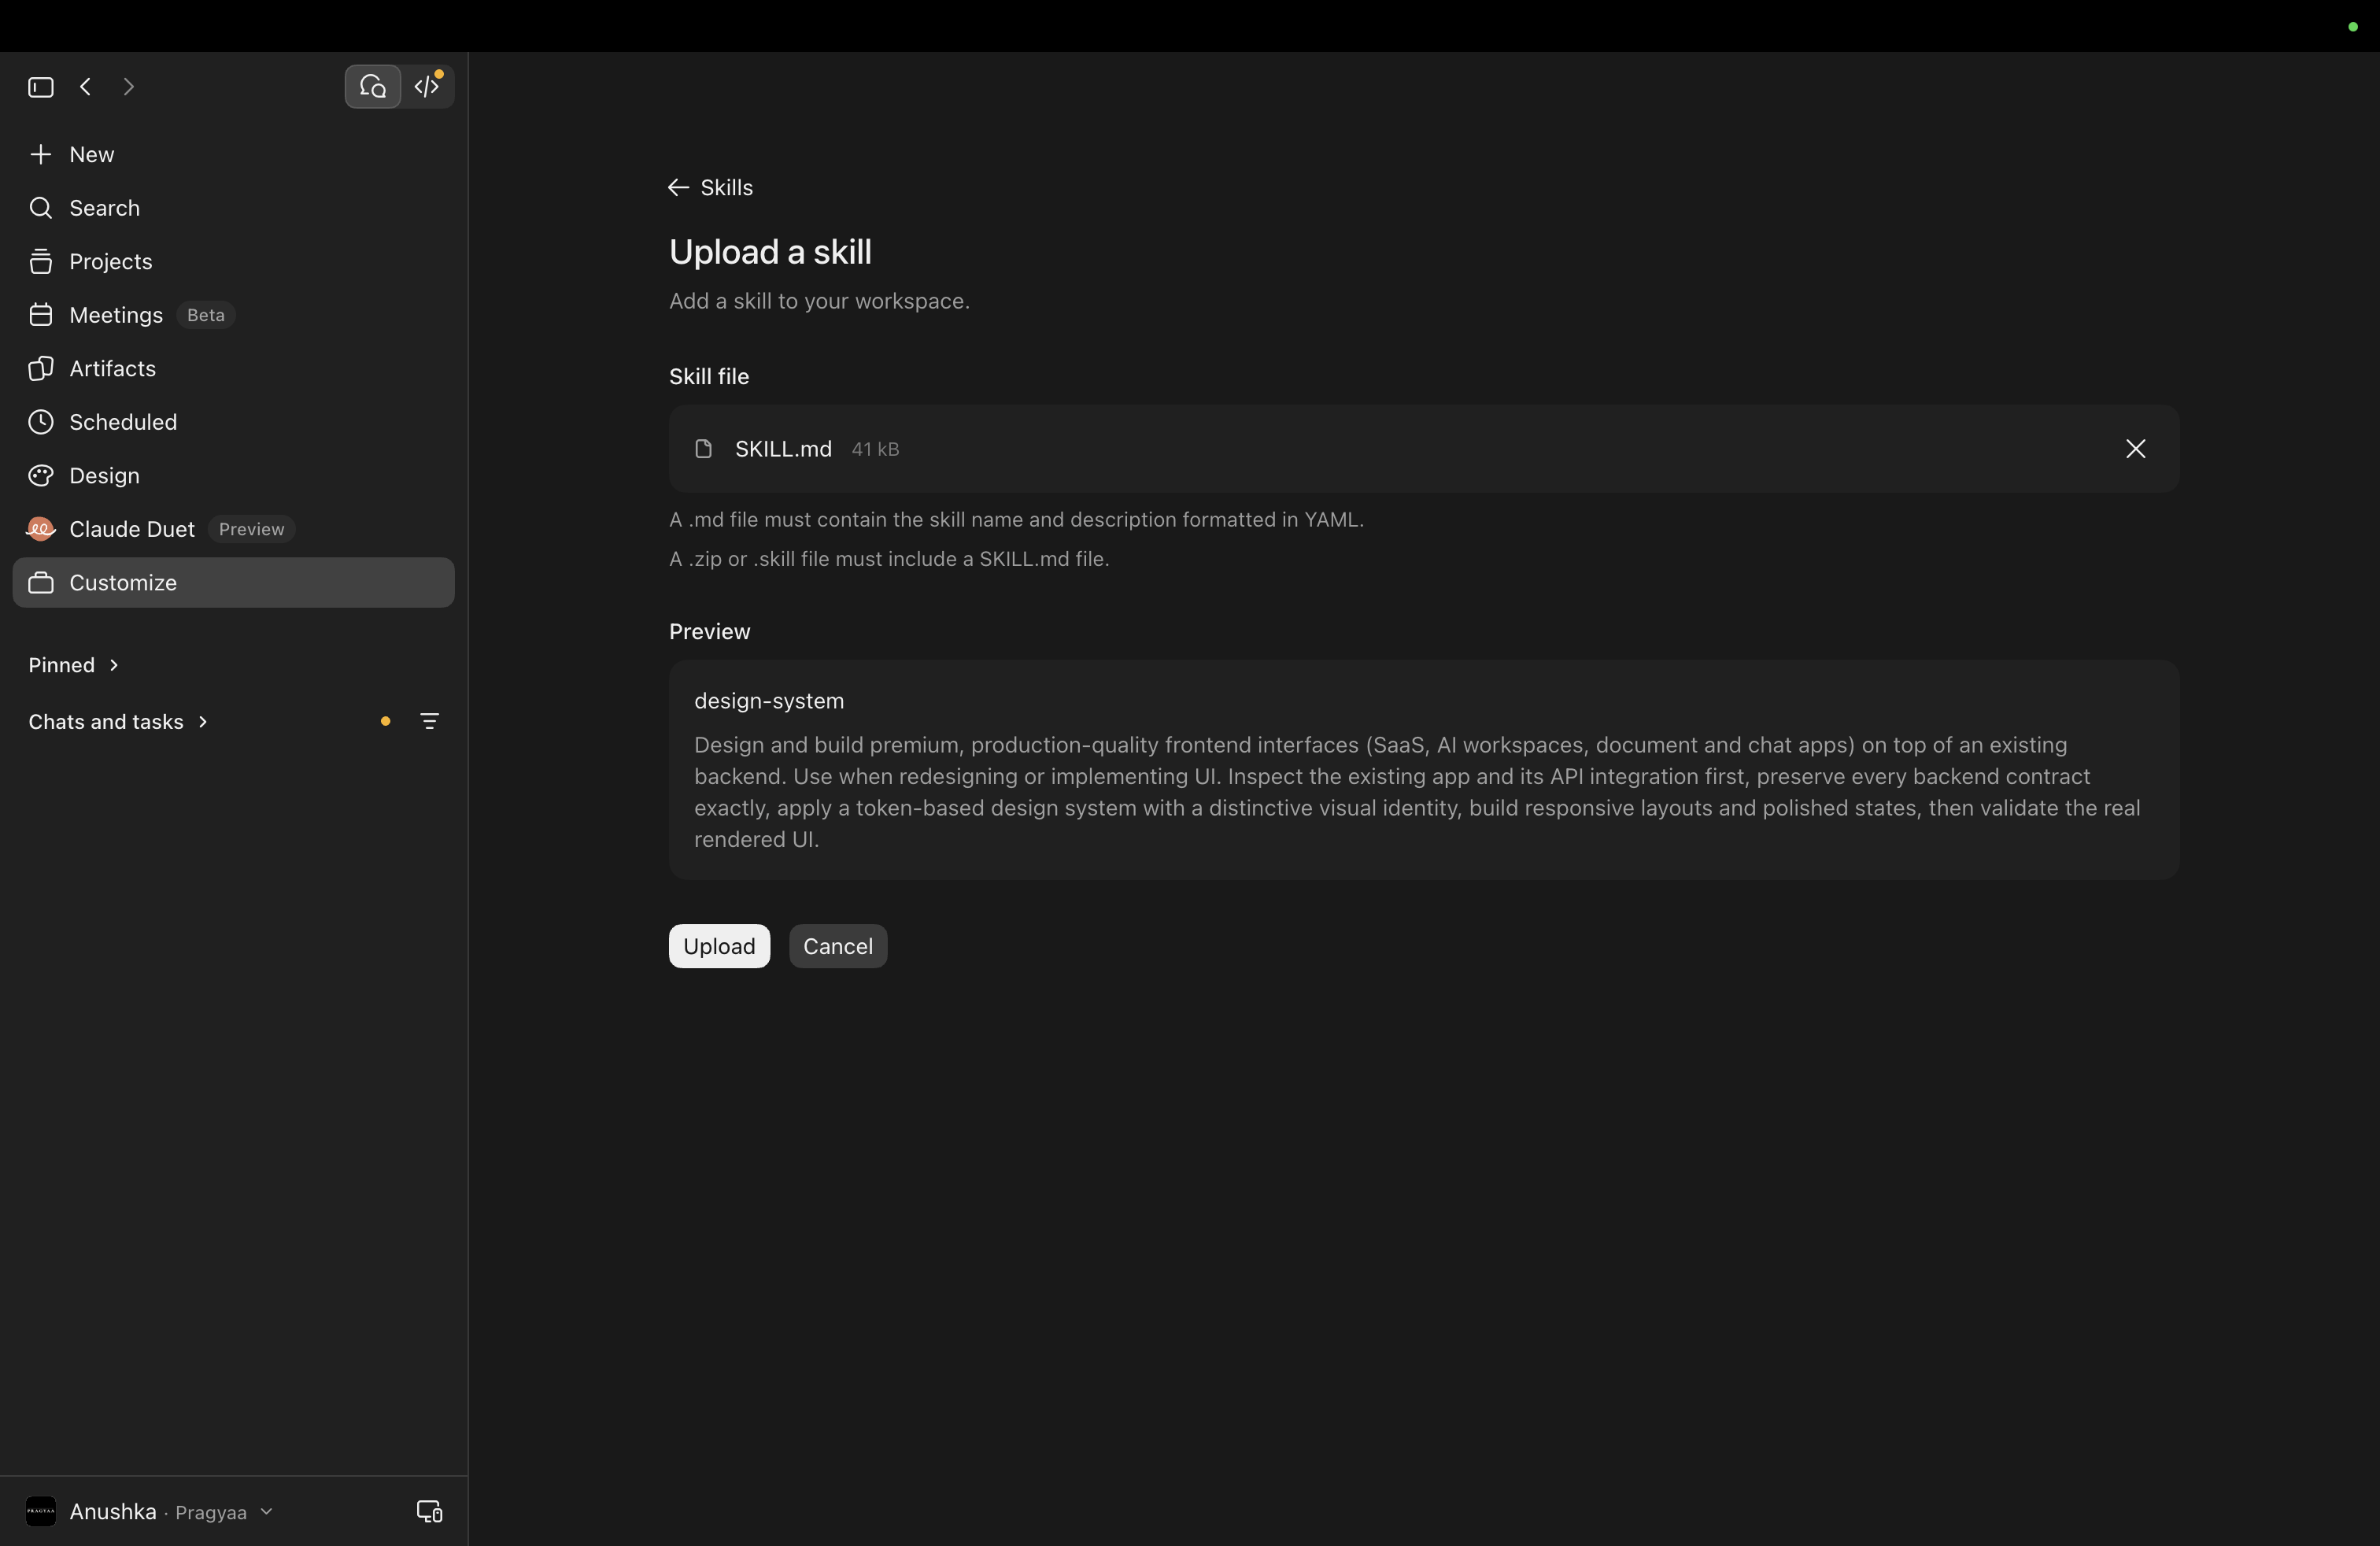 New
Search
Projects
Meetings Beta
Artifacts
Scheduled
Design
Claude Duet Preview
Customize
Pinned
Chats and tasks
PRAGYAA
Anushka · Pragyaa
Skills
Upload a skill
Add a skill to your workspace.
Skill file
SKILL.md 41 kB
A .md file must contain the skill name and description formatted in YAML.
A .zip or .skill file must include a SKILL.md file.
Preview
design-system
Design and build premium, production-quality frontend interfaces (SaaS, AI workspaces, document and chat apps) on top of an existing
backend. Use when redesigning or implementing UI. Inspect the existing app and its API integration first, preserve every backend contract
exactly, apply a token-based design system with a distinctive visual identity, build responsive layouts and polished states, then validate the real
rendered UI.
Upload Cancel